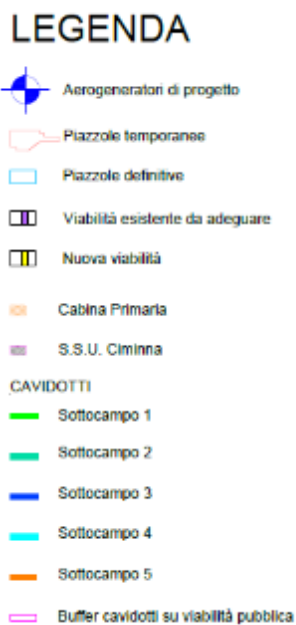 LEGENDA
Aerogeneratori di progetto
Piazzole temporanee
Piazzole definitive
Viabilità esistente da adeguare
Nuova viabilità
Cabina Primaria
S.S.U. Ciminna
CAVIDOTTI
Sottocampo 1
Sottocampo 2
Sottocampo 3
Sottocampo 4
Sottocampo 5
Buffer cavidotti su viabilità pubblica